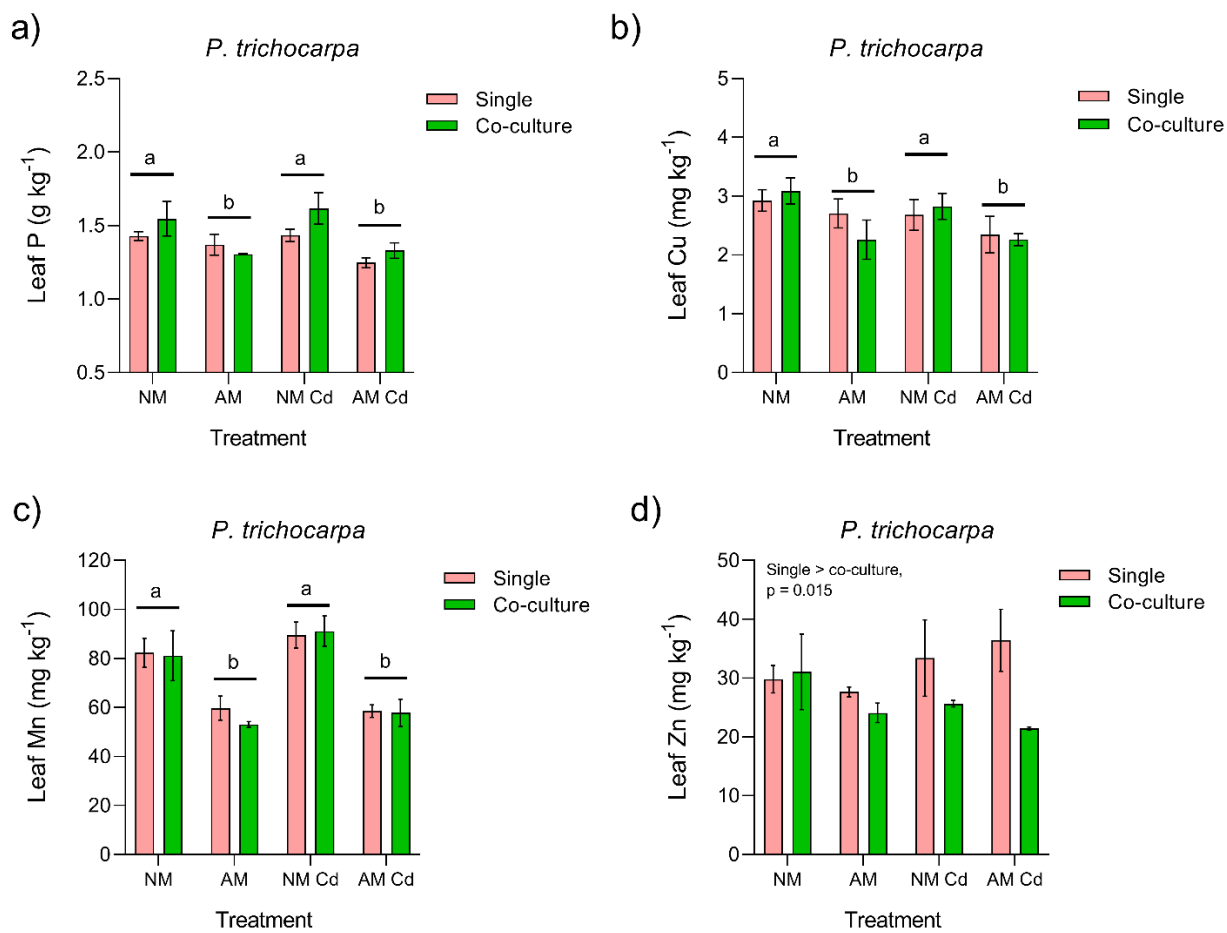 a)
P. trichocarpa
Single
Co-culture
Leaf P (g kg⁻¹)
2.5
2.0
1.5
1.0
0.5
a
b
a
b
NM
AM
NM Cd
AM Cd
Treatment
b)
P. trichocarpa
Single
Co-culture
Leaf Cu (mg kg⁻¹)
5
4
3
2
1
0
a
b
a
b
NM
AM
NM Cd
AM Cd
Treatment
c)
P. trichocarpa
Single
Co-culture
Leaf Mn (mg kg⁻¹)
120
100
80
60
40
20
0
a
b
a
b
NM
AM
NM Cd
AM Cd
Treatment
d)
P. trichocarpa
Single > co-culture,
p = 0.015
Single
Co-culture
Leaf Zn (mg kg⁻¹)
50
40
30
20
10
0
NM
AM
NM Cd
AM Cd
Treatment